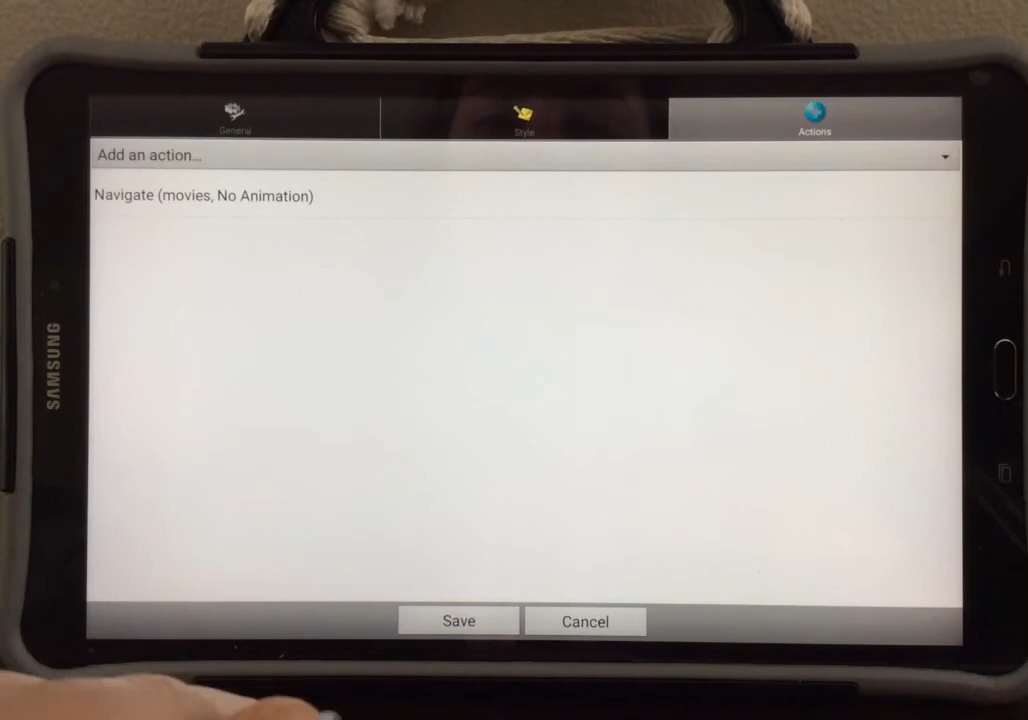 General
Style
Actions
Add an action...
Navigate (movies, No Animation)
SAMSUNG
Save
Cancel